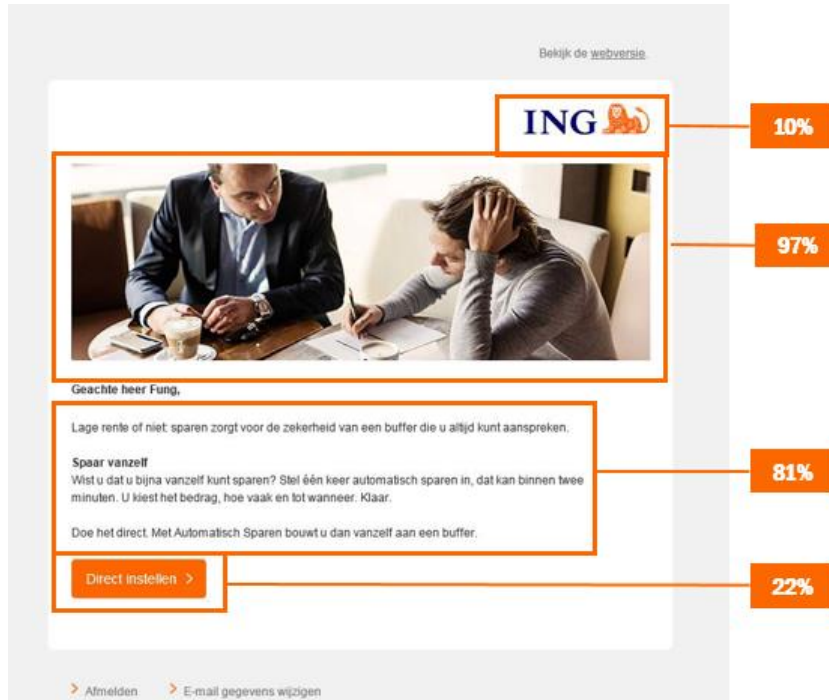 Bekijk de webversie.
ING
10%
97%
Geachte heer Fung,
Lage rente of niet: sparen zorgt voor de zekerheid van een buffer die u altijd kunt aanspreken.
Spaar vanzelf
Wist u dat u bijna vanzelf kunt sparen? Stel één keer automatisch sparen in, dat kan binnen twee
minuten. U kiest het bedrag, hoe vaak en tot wanneer. Klaar.
81%
Doe het direct. Met Automatisch Sparen bouwt u dan vanzelf aan een buffer.
Direct instellen >
22%
> Afmelden > E-mail gegevens wijzigen